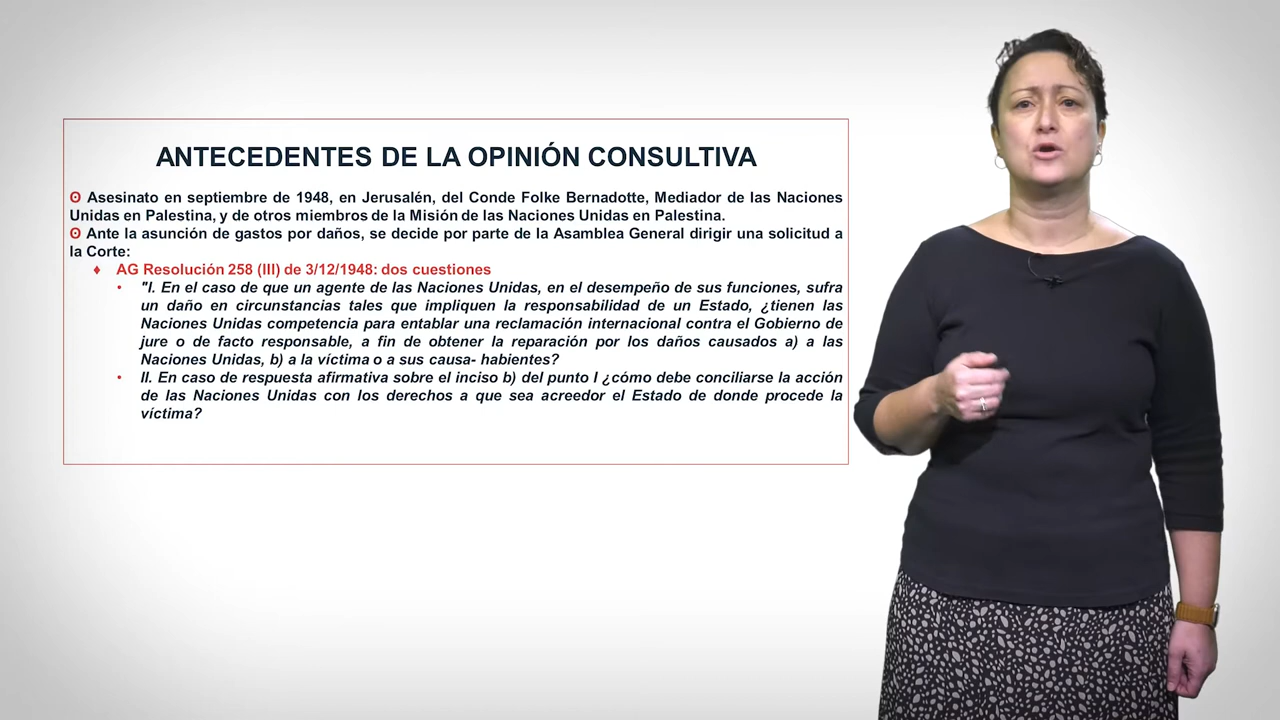 ANTECEDENTES DE LA OPINIÓN CONSULTIVA
ʘ Asesinato en septiembre de 1948, en Jerusalén, del Conde Folke Bernadotte, Mediador de las Naciones
Unidas en Palestina, y de otros miembros de la Misión de las Naciones Unidas en Palestina.
ʘ Ante la asunción de gastos por daños, se decide por parte de la Asamblea General dirigir una solicitud a
la Corte:
♦ AG Resolución 258 (III) de 3/12/1948: dos cuestiones
• "I. En el caso de que un agente de las Naciones Unidas, en el desempeño de sus funciones, sufra
un daño en circunstancias tales que impliquen la responsabilidad de un Estado, ¿tienen las
Naciones Unidas competencia para entablar una reclamación internacional contra el Gobierno de
jure o de facto responsable, a fin de obtener la reparación por los daños causados a) a las
Naciones Unidas, b) a la víctima o a sus causa- habientes?
• II. En caso de respuesta afirmativa sobre el inciso b) del punto I ¿cómo debe conciliarse la acción
de las Naciones Unidas con los derechos a que sea acreedor el Estado de donde procede la
víctima?